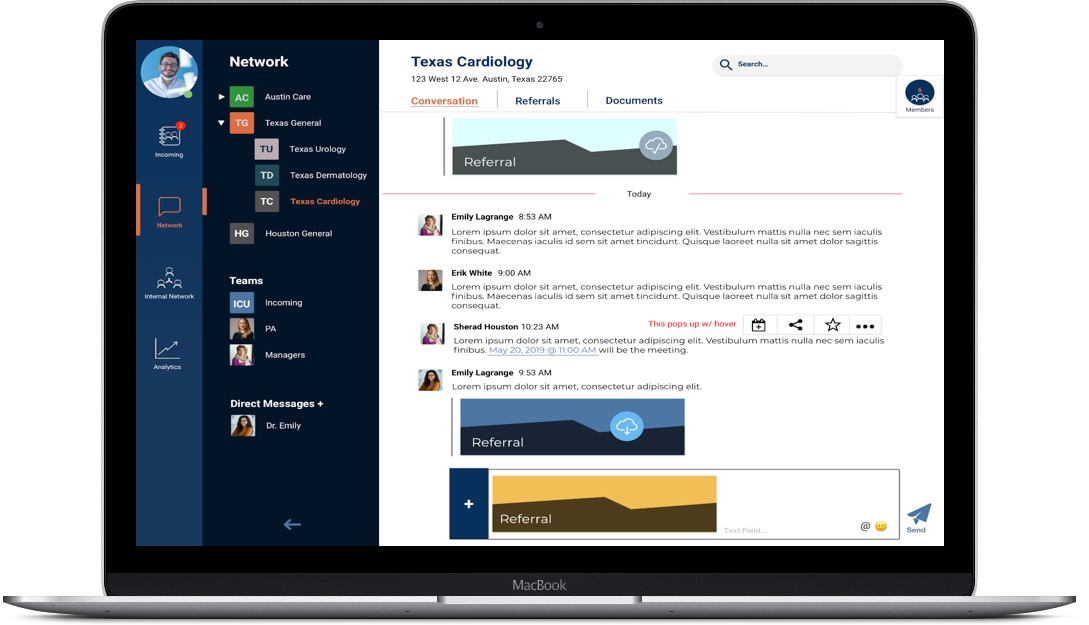 Network
AC Austin Care
TG Texas General
TU Texas Urology
TD Texas Dermatology
TC Texas Cardiology
HG Houston General
Teams
ICU Incoming
PA
Managers
Direct Messages +
Dr. Emily
3
Incoming
Network
Internal Network
Analytics
Texas Cardiology
123 West 12 Ave. Austin, Texas 22765
Search...
6
Members
Conversation Referrals Documents
Referral
Today
Emily Lagrange 8:53 AM
Lorem ipsum dolor sit amet, consectetur adipiscing elit. Vestibulum mattis nulla nec sem iaculis
finibus. Maecenas iaculis id sem sit amet tincidunt. Quisque laoreet nulla sit amet dolor sagittis
consequat.
Erik White 9:00 AM
Lorem ipsum dolor sit amet, consectetur adipiscing elit. Vestibulum mattis nulla nec sem iaculis
finibus. Maecenas iaculis id sem sit amet tincidunt. Quisque laoreet nulla sit amet dolor sagittis
consequat.
Sherad Houston 10:23 AM
This pops up w/ hover
Lorem ipsum dolor sit amet, consectetur adipiscing elit. Vestibulum mattis nulla nec sem iaculis
finibus. May 20, 2019 @ 11:00 AM will be the meeting.
Emily Lagrange 9:53 AM
Lorem ipsum dolor sit amet, consectetur adipiscing elit.
Referral
+
Referral
Text Field....
@
Send
MacBook